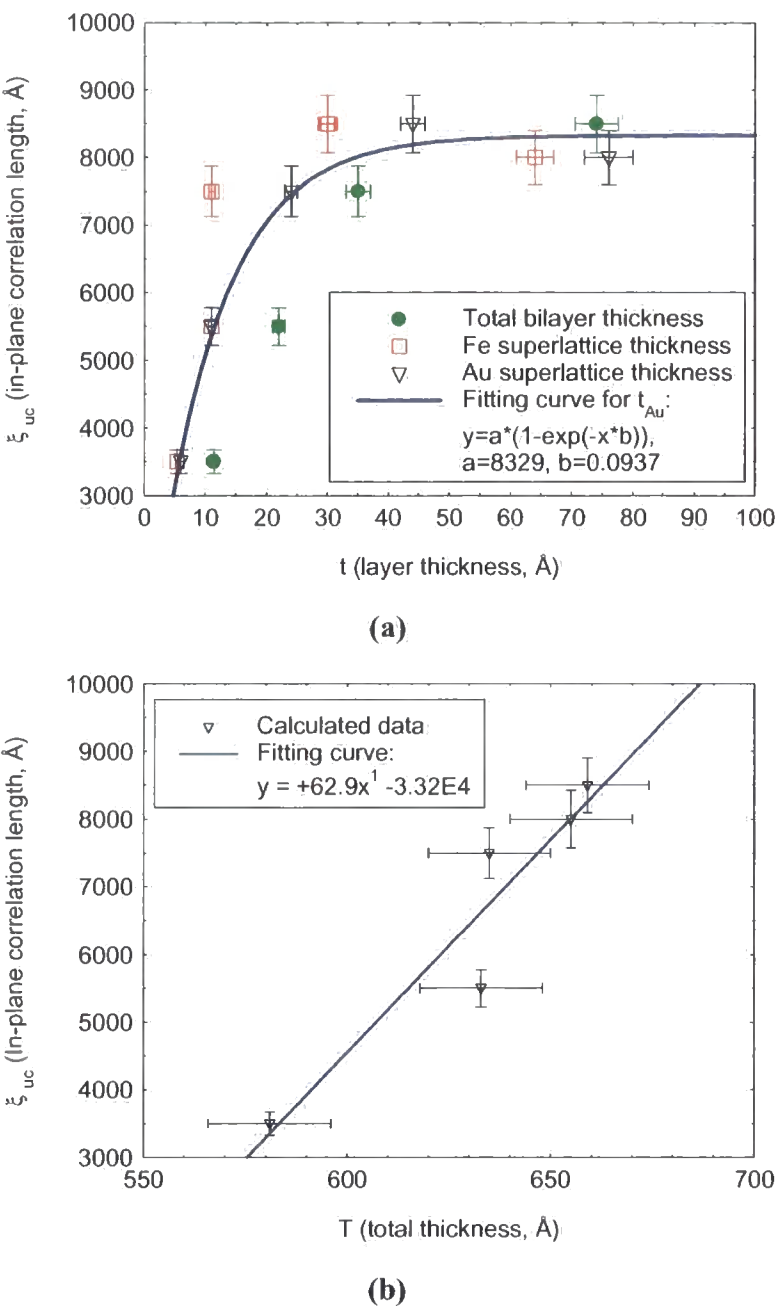 10000
9000
8000
7000
6000
5000
4000
3000
ξ uc (in-plane correlation length, Å)
Total bilayer thickness
Fe superlattice thickness
Au superlattice thickness
Fitting curve for t_Au:
y=a*(1-exp(-x*b)),
a=8329, b=0.0937
0 10 20 30 40 50 60 70 80 90 100
t (layer thickness, Å)
(a)
10000
9000
8000
7000
6000
5000
4000
3000
ξ uc (In-plane correlation length, Å)
Calculated data
Fitting curve:
y = +62.9x^1 -3.32E4
550 600 650 700
T (total thickness, Å)
(b)